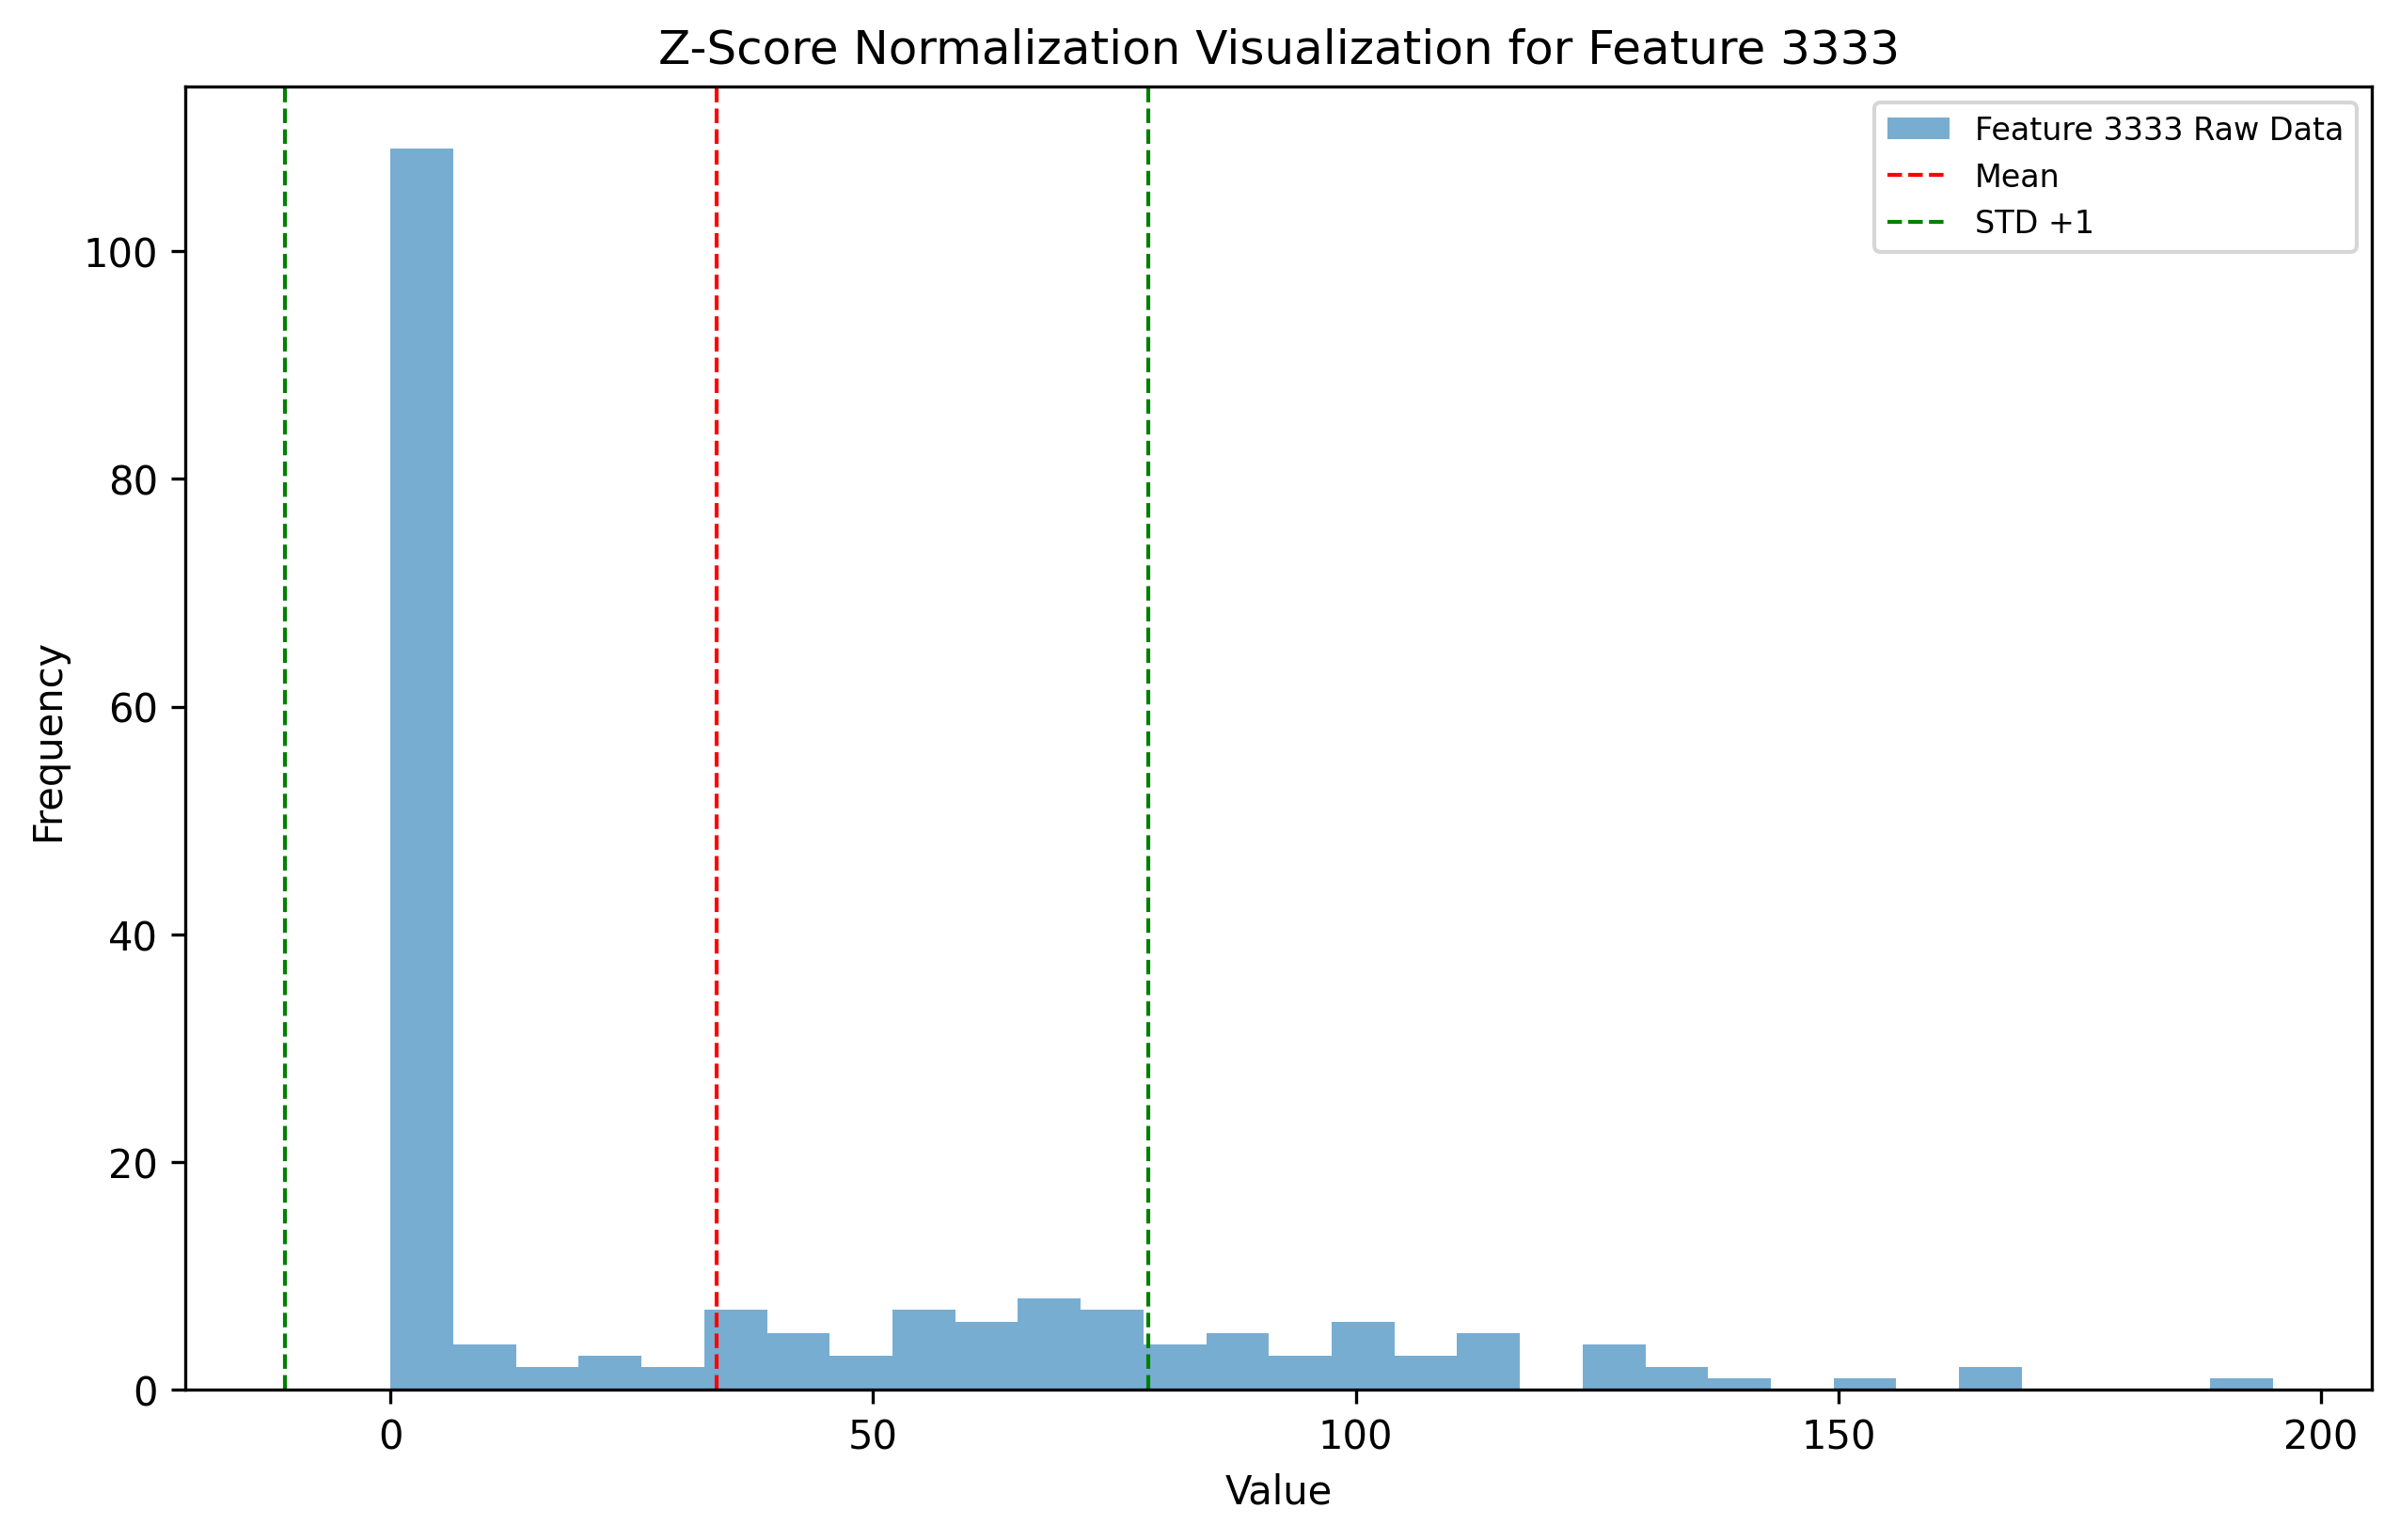 Z-Score Normalization Visualization for Feature 3333
Feature 3333 Raw Data
Mean
STD +1
Frequency
100
80
60
40
20
0
0 50 100 150 200
Value